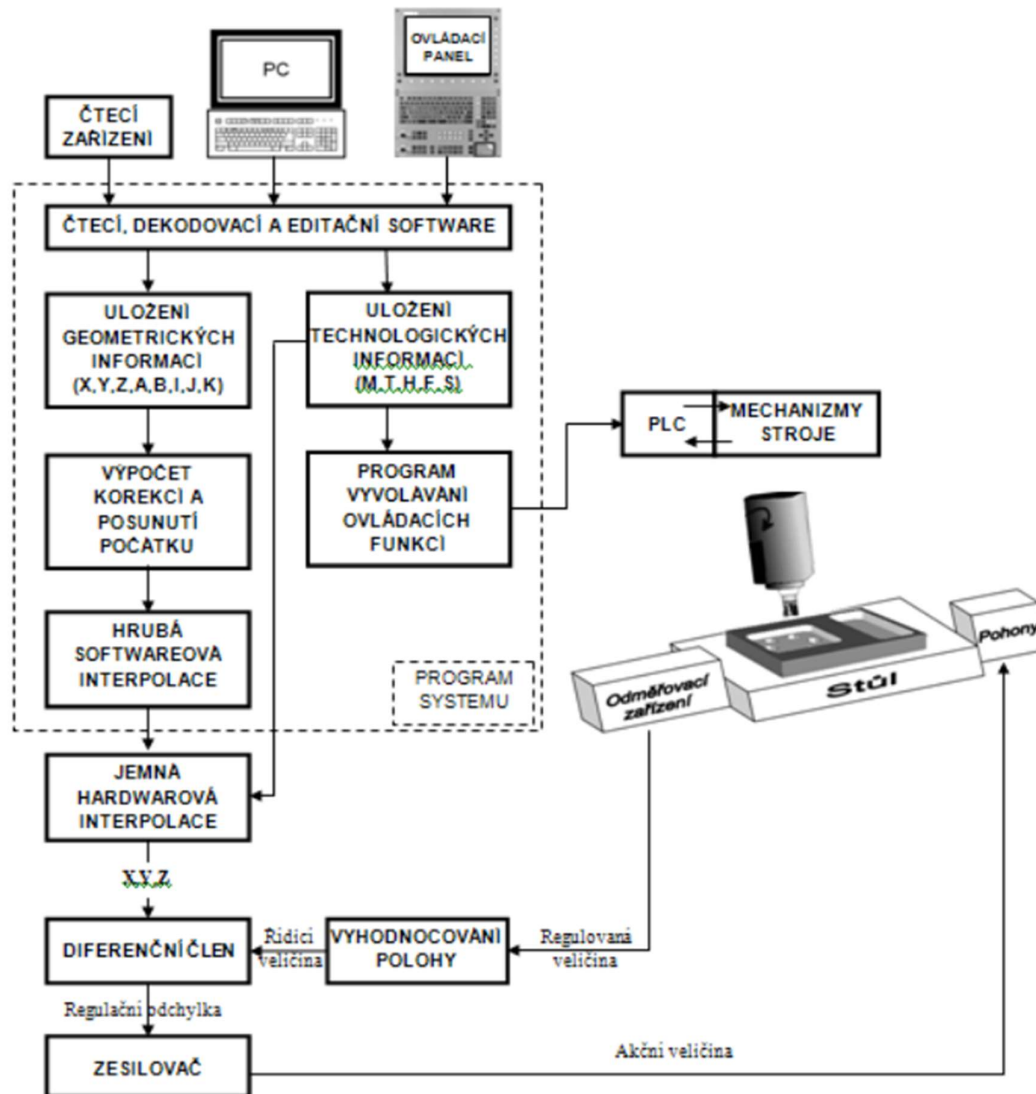 OVLÁDACÍ
PANEL
PC
ČTECÍ
ZAŘÍZENÍ
ČTECÍ, DEKODOVACÍ A EDITAČNÍ SOFTWARE
ULOŽENÍ
GEOMETRICKÝCH
INFORMACÍ
(X,Y,Z,A,B,I,J,K)
ULOŽENÍ
TECHNOLOGICKÝCH
INFORMACÍ
(M,T,H,F,S)
PLC
MECHANIZMY
STROJE
VÝPOČET
KOREKCÍ A
POSUNUTÍ
POČÁTKU
PROGRAM
VYVOLÁVÁNÍ
OVLÁDACÍCH
FUNKCÍ
HRUBÁ
SOFTWAREOVÁ
INTERPOLACE
PROGRAM
SYSTEMU
Pohony
Stůl
Odměřovací
zařízení
JEMNÁ
HARDWAROVÁ
INTERPOLACE
X,Y,Z
DIFERENČNÍ ČLEN
Řidicí
veličina
VYHODNOCOVÁNÍ
POLOHY
Regulovaná
veličina
Regulační odchylka
ZESILOVAČ
Akční veličina